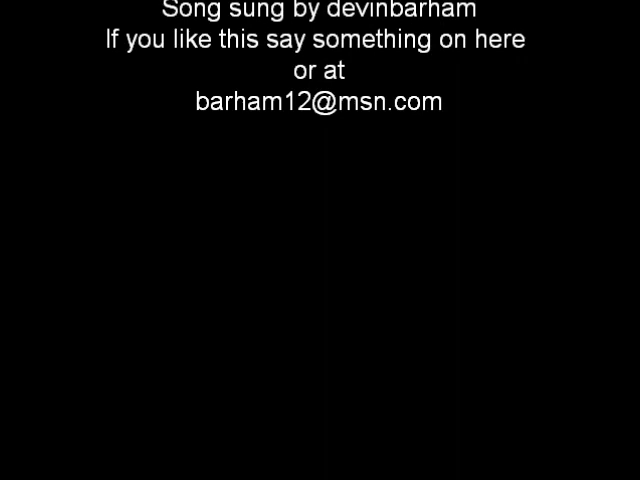 Song sung by devinbarham
If you like this say something on here
or at
barham12@msn.com